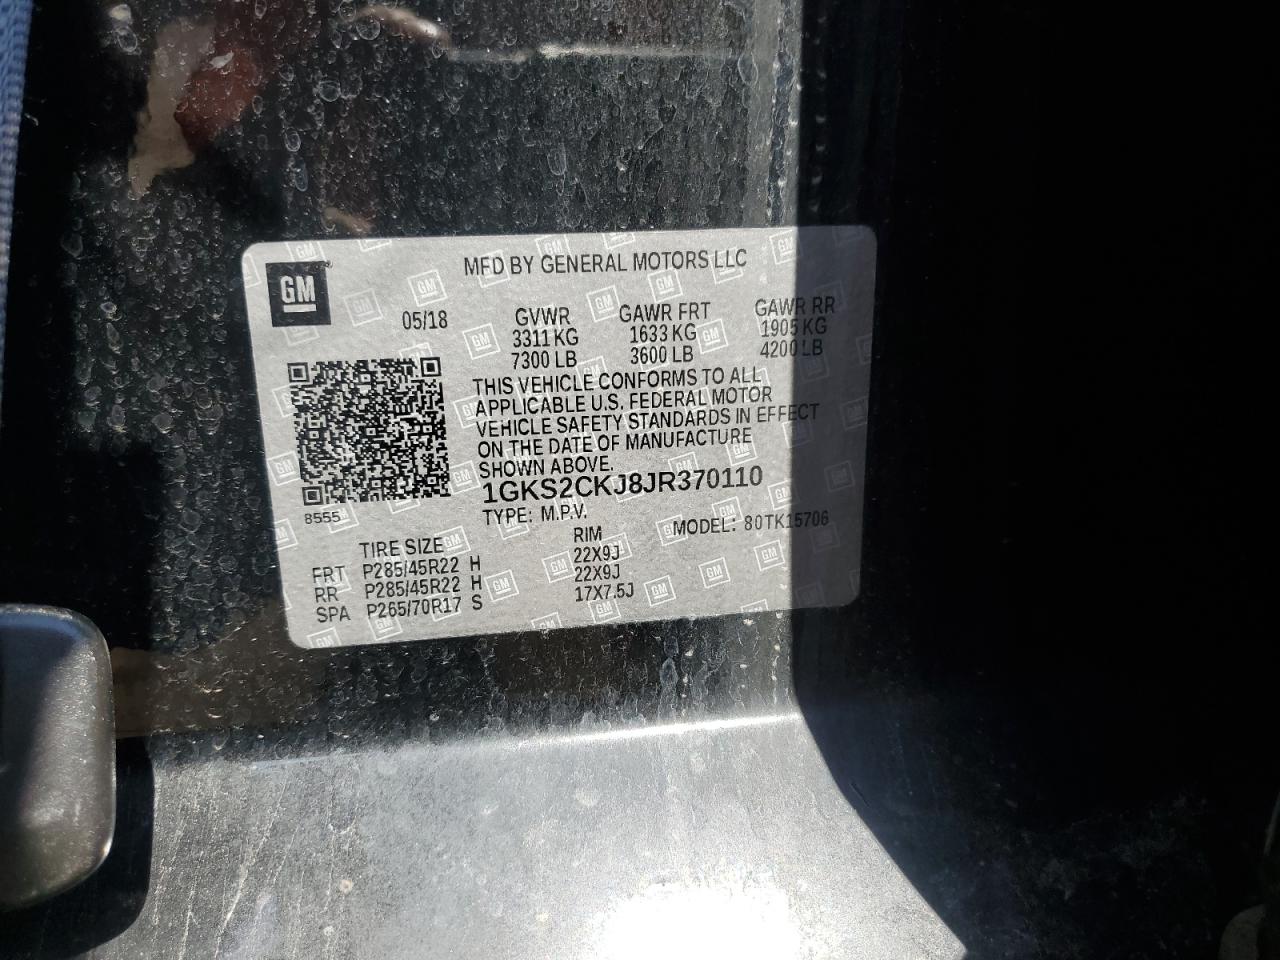 GM
MFD BY GENERAL MOTORS LLC
05/18
GVWR GAWR FRT GAWR RR
3311 KG 1633 KG 1905 KG
7300 LB 3600 LB 4200 LB
THIS VEHICLE CONFORMS TO ALL
APPLICABLE U.S. FEDERAL MOTOR
VEHICLE SAFETY STANDARDS IN EFFECT
ON THE DATE OF MANUFACTURE
SHOWN ABOVE.
1GKS2CKJ8JR370110
8555
TYPE: M.P.V. MODEL: 80TK15706
TIRE SIZE RIM
FRT P285/45R22 H 22X9J
RR P285/45R22 H 22X9J
SPA P265/70R17 S 17X7.5J